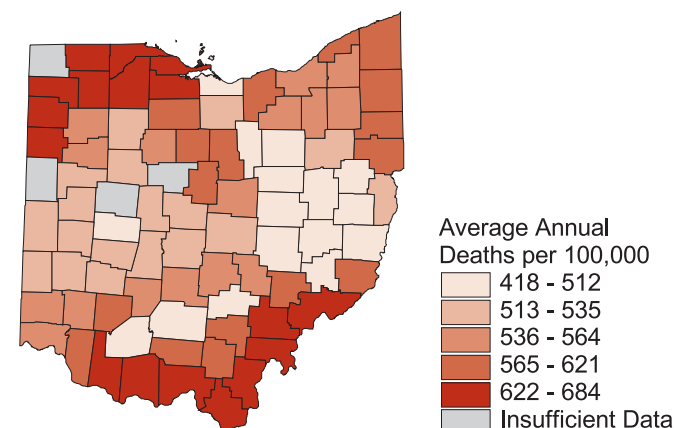 Average Annual
Deaths per 100,000
418 - 512
513 - 535
536 - 564
565 - 621
622 - 684
Insufficient Data